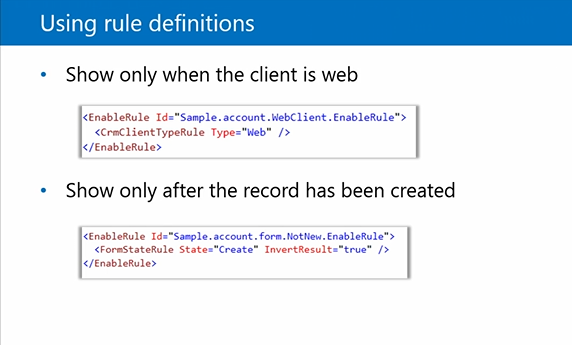 Using rule definitions
• Show only when the client is web
<EnableRule Id="Sample.account.WebClient.EnableRule">
<CrmClientTypeRule Type="Web" />
</EnableRule>
• Show only after the record has been created
<EnableRule Id="Sample.account.form.NotNew.EnableRule">
<FormStateRule State="Create" InvertResult="true" />
</EnableRule>